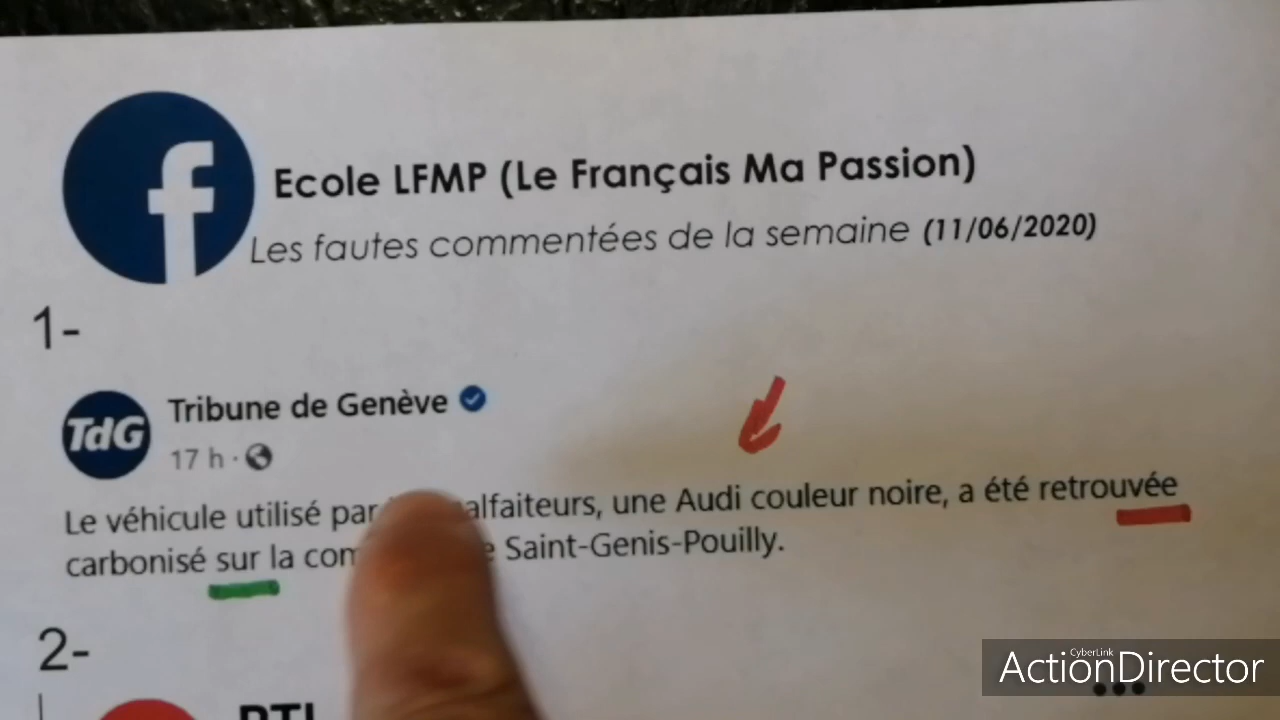 f
Ecole LFMP (Le Français Ma Passion)
Les fautes commentées de la semaine (11/06/2020)
1-
TdG
Tribune de Genève
17 h ·
Le véhicule utilisé par alfaiteurs, une Audi couleur noire, a été retrouvée
carbonisé sur la com Saint-Genis-Pouilly.
2-
CyberLink
ActionDirector